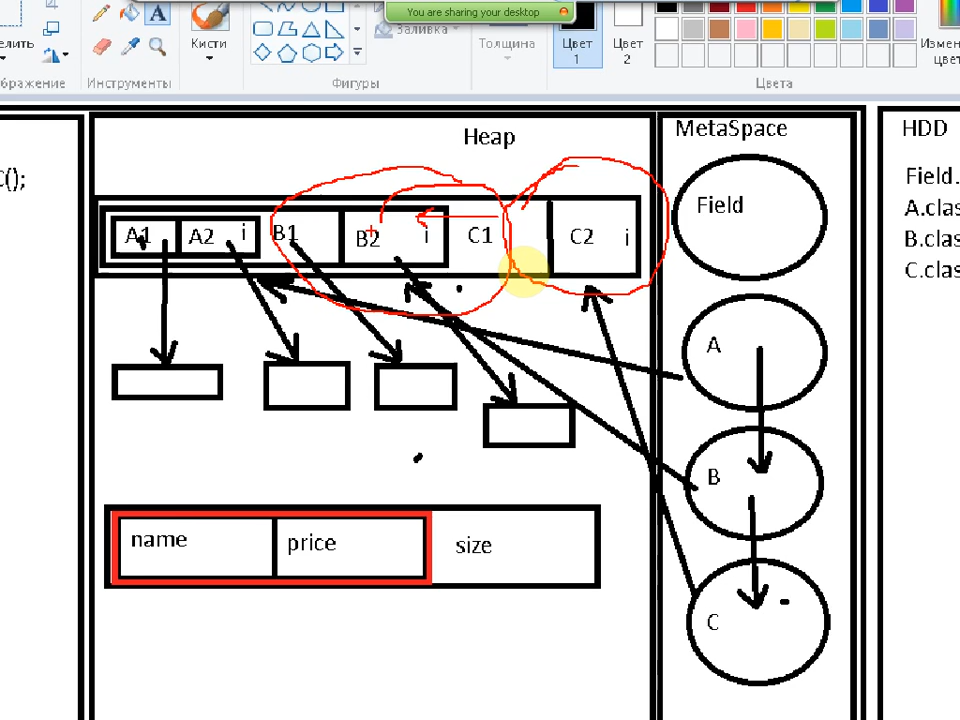 You are sharing your desktop
елить
Кисти
Заливка
Толщина
Цвет
1
Цвет
2
Измен
цвет
бражение
Инструменты
Фигуры
Цвета
Heap
MetaSpace
HDD
C();
Field.
A.clas
B.clas
C.clas
A1
A2
i
B1
B2
i
C1
C2
i
Field
A
B
C
name
price
size